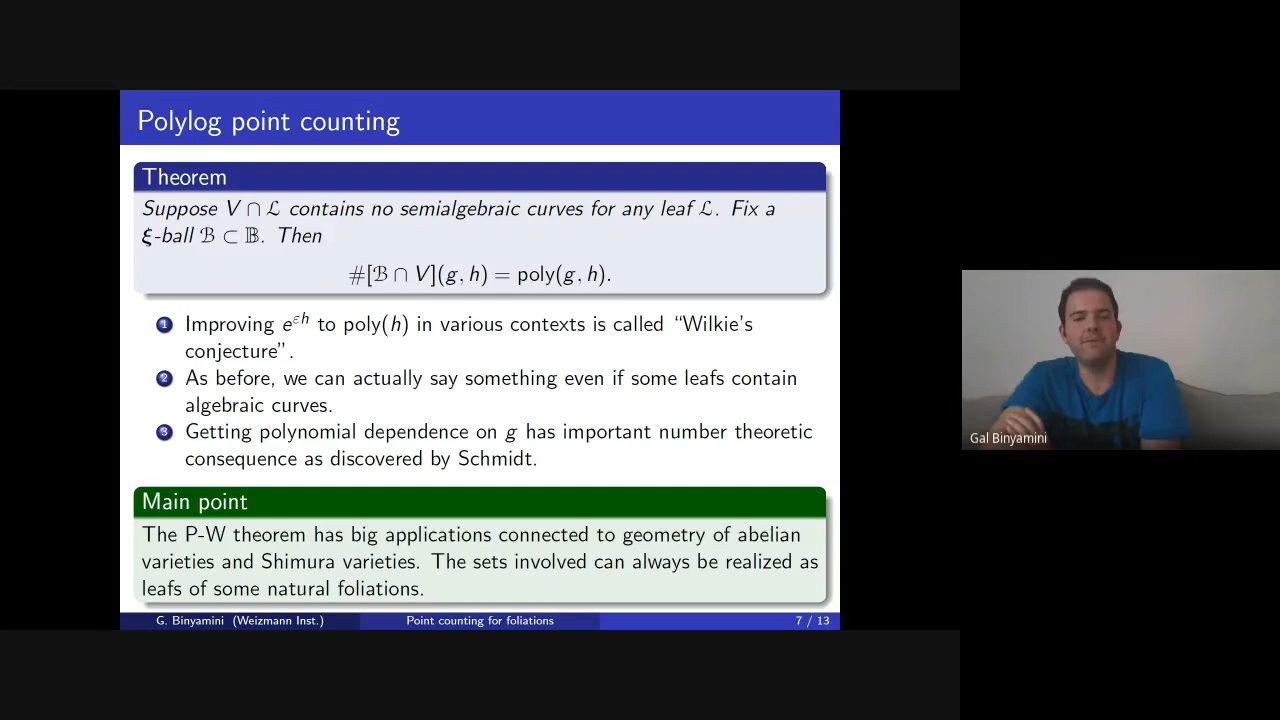 Polylog point counting
Theorem
Suppose V ∩ ℒ contains no semialgebraic curves for any leaf ℒ. Fix a
ξ-ball ℬ ⊂ 𝔹. Then
#[ℬ ∩ V](g, h) = poly(g, h).
1 Improving e^{εh} to poly(h) in various contexts is called “Wilkie’s
conjecture”.
2 As before, we can actually say something even if some leafs contain
algebraic curves.
3 Getting polynomial dependence on g has important number theoretic
consequence as discovered by Schmidt.
Main point
The P-W theorem has big applications connected to geometry of abelian
varieties and Shimura varieties. The sets involved can always be realized as
leafs of some natural foliations.
G. Binyamini (Weizmann Inst.) Point counting for foliations 7 / 13
Gal Binyamini